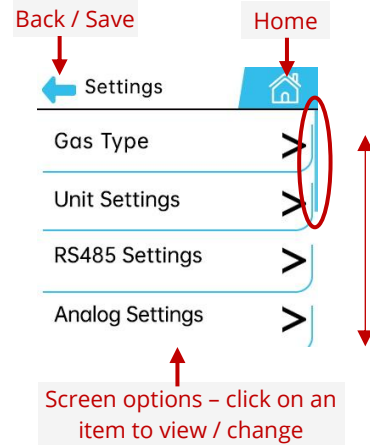 Back / Save
Home
Settings
Gas Type
Unit Settings
RS485 Settings
Analog Settings
Screen options – click on an
item to view / change